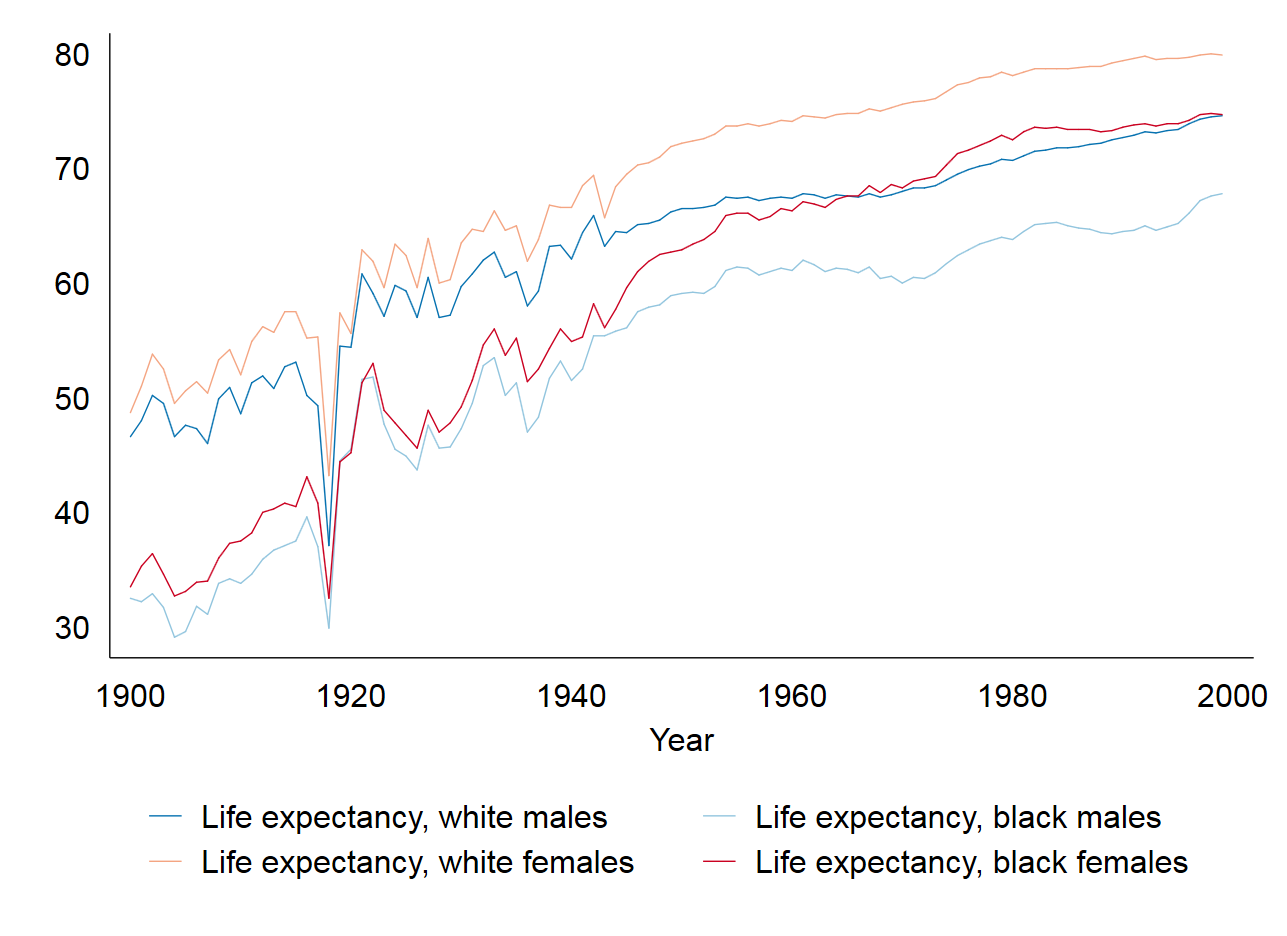 80
70
60
50
40
30
1900 1920 1940 1960 1980 2000
Year
Life expectancy, white males Life expectancy, black males
Life expectancy, white females Life expectancy, black females